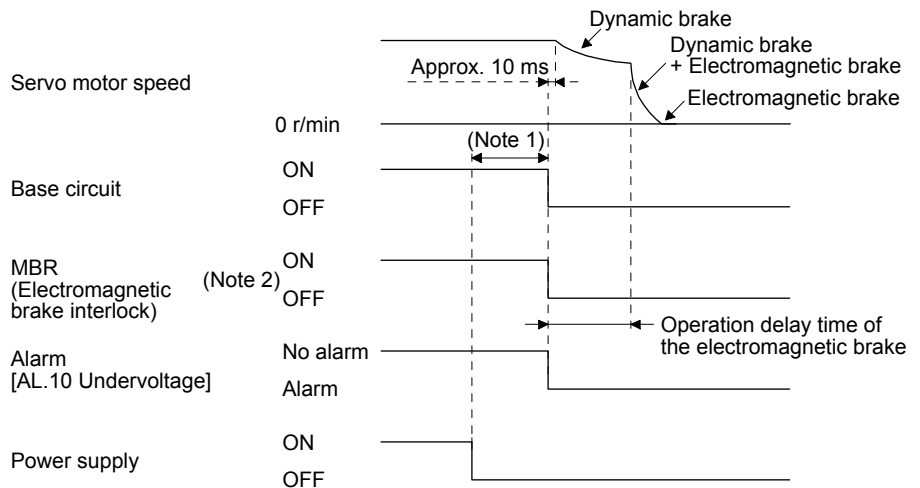 Dynamic brake
Dynamic brake
+ Electromagnetic brake
Approx. 10 ms
Servo motor speed
Electromagnetic brake
0 r/min
(Note 1)
ON
Base circuit
OFF
ON
MBR
(Electromagnetic
brake interlock)
(Note 2)
OFF
Operation delay time of
the electromagnetic brake
No alarm
Alarm
[AL.10 Undervoltage]
Alarm
ON
Power supply
OFF